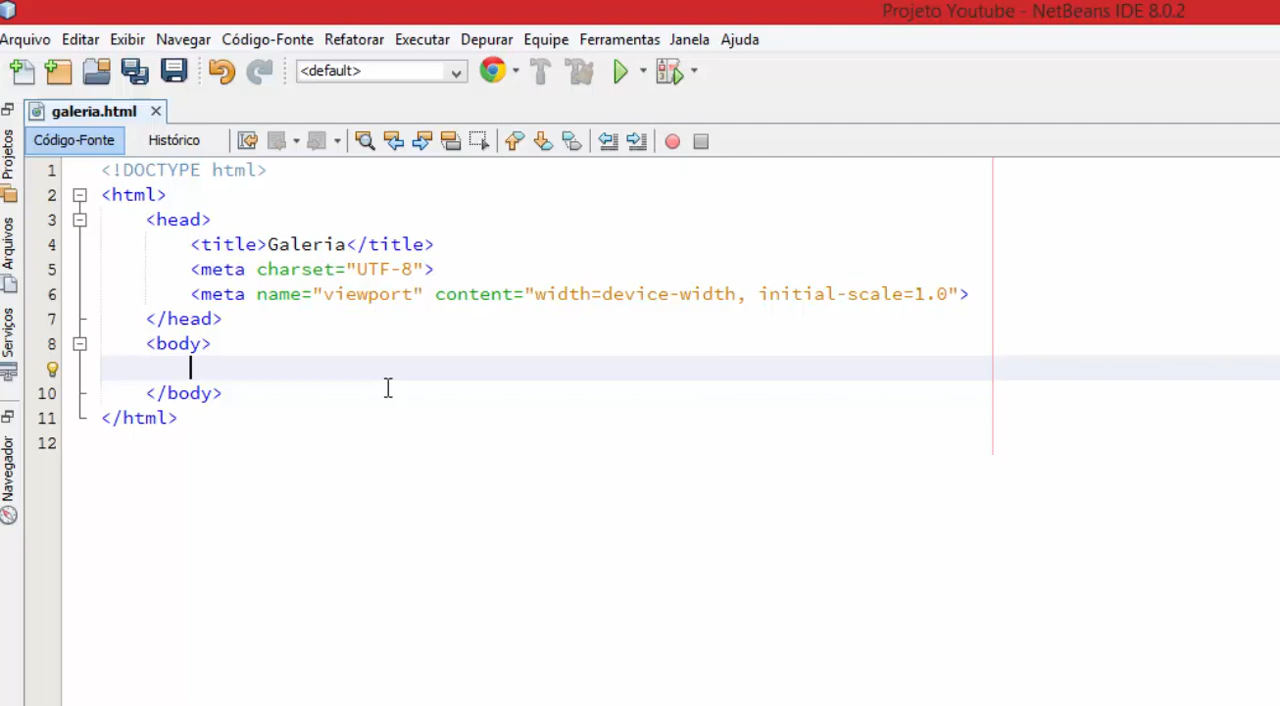 Projeto Youtube - NetBeans IDE 8.0.2
Arquivo Editar Exibir Navegar Código-Fonte Refatorar Executar Depurar Equipe Ferramentas Janela Ajuda
<default>
galeria.html
Código-Fonte Histórico
Projetos
Arquivos
Serviços
Navegador
1 <!DOCTYPE html>
2 <html>
3 <head>
4 <title>Galeria</title>
5 <meta charset="UTF-8">
6 <meta name="viewport" content="width=device-width, initial-scale=1.0">
7 </head>
8 <body>
10 </body>
11 </html>
12